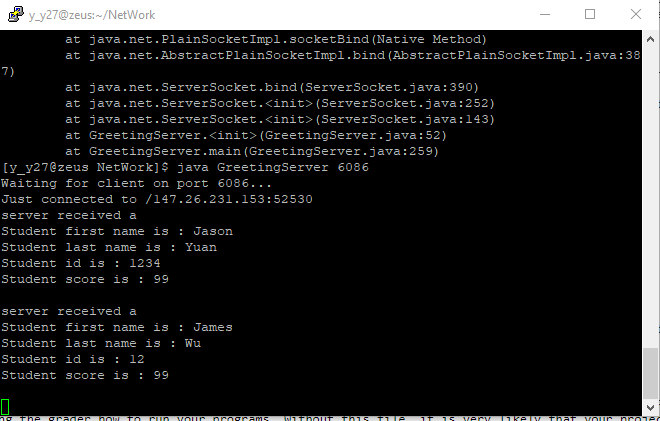 y_y27@zeus:~/NetWork
at java.net.PlainSocketImpl.socketBind(Native Method)
at java.net.AbstractPlainSocketImpl.bind(AbstractPlainSocketImpl.java:38
7)
at java.net.ServerSocket.bind(ServerSocket.java:390)
at java.net.ServerSocket.<init>(ServerSocket.java:252)
at java.net.ServerSocket.<init>(ServerSocket.java:143)
at GreetingServer.<init>(GreetingServer.java:52)
at GreetingServer.main(GreetingServer.java:259)
[y_y27@zeus NetWork]$ java GreetingServer 6086
Waiting for client on port 6086...
Just connected to /147.26.231.153:52530
server received a
Student first name is : Jason
Student last name is : Yuan
Student id is : 1234
Student score is : 99
server received a
Student first name is : James
Student last name is : Wu
Student id is : 12
Student score is : 99
ng the grader how to run your programs. Without this file, it is very likely that your projec